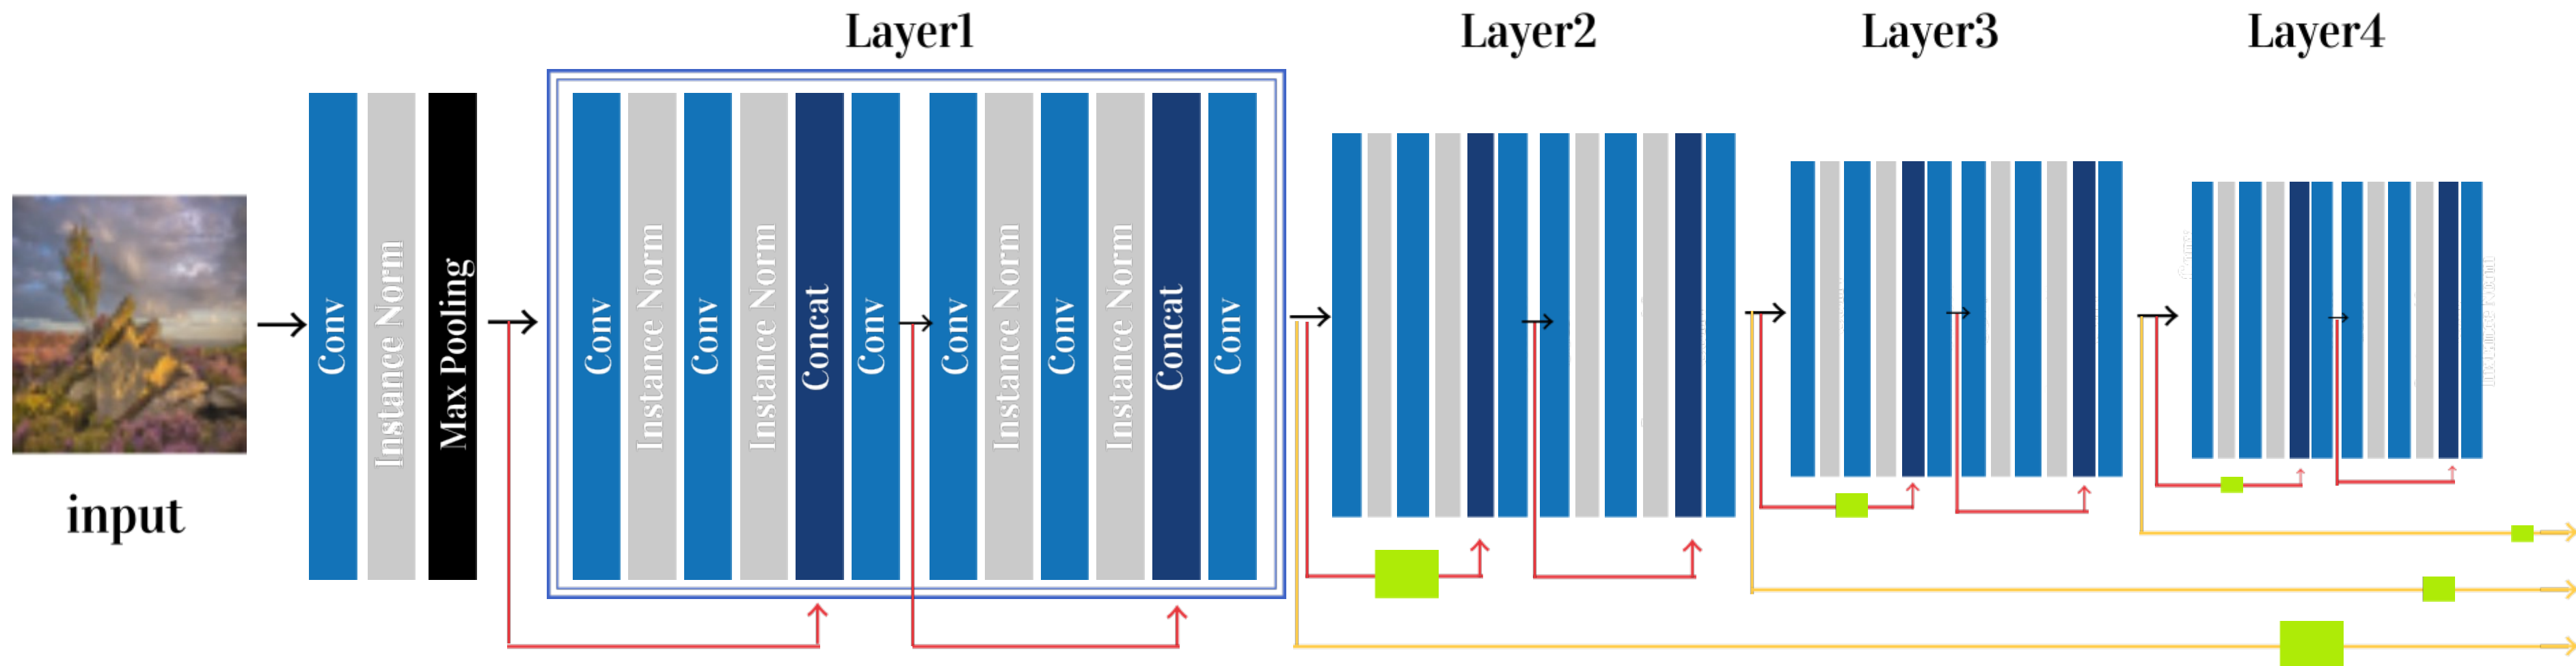 Layer1
Layer2
Layer3
Layer4
input
Conv
Instance Norm
Max Pooling
Conv
Instance Norm
Conv
Instance Norm
Concat
Conv
Conv
Instance Norm
Conv
Instance Norm
Concat
Conv